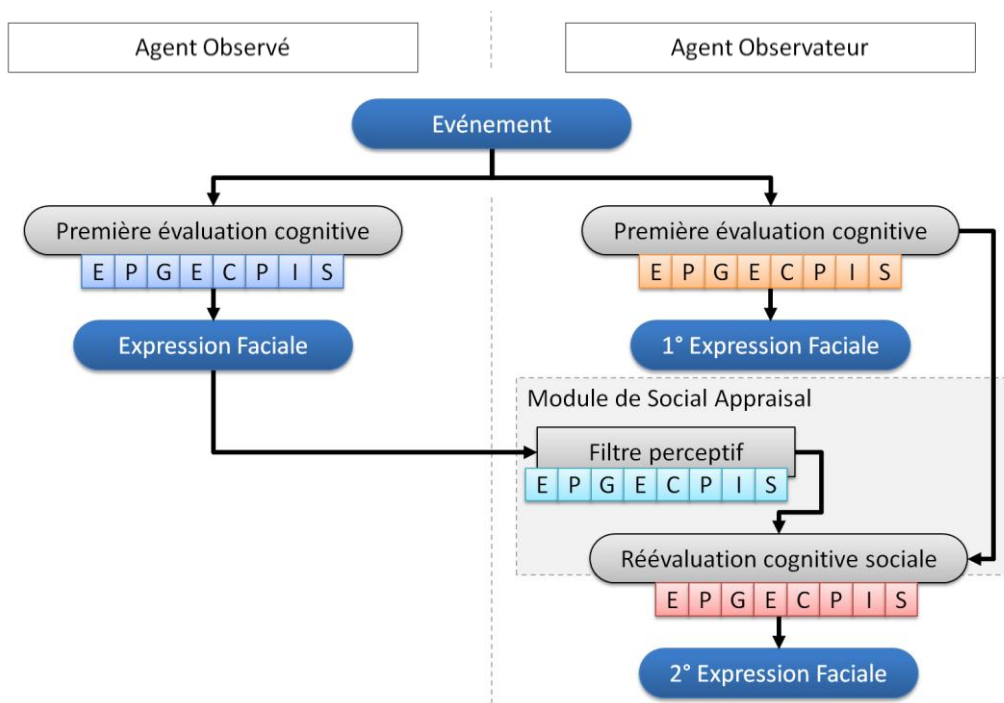 Agent Observé
Agent Observateur
Evénement
Première évaluation cognitive
E P G E C P I S
Expression Faciale
Première évaluation cognitive
E P G E C P I S
1° Expression Faciale
Module de Social Appraisal
Filtre perceptif
E P G E C P I S
Réévaluation cognitive sociale
E P G E C P I S
2° Expression Faciale